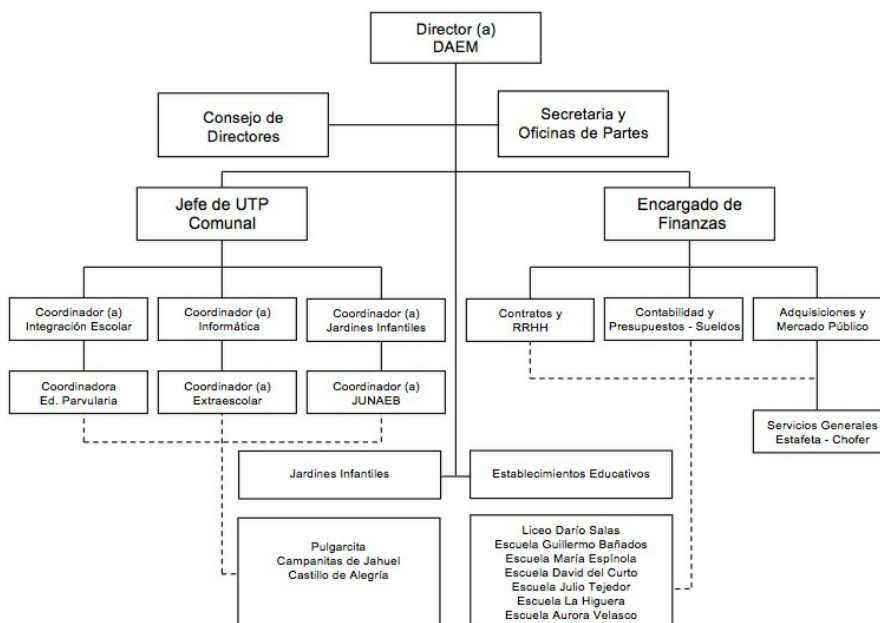 Director (a)
DAEM
Consejo de
Directores
Secretaria y
Oficinas de Partes
Jefe de UTP
Comunal
Encargado de
Finanzas
Coordinador (a)
Integración Escolar
Coordinador (a)
Informática
Coordinador (a)
Jardines Infantiles
Contratos y
RRHH
Contabilidad y
Presupuestos - Sueldos
Adquisiciones y
Mercado Público
Coordinadora
Ed. Parvularia
Coordinador (a)
Extraescolar
Coordinador (a)
JUNAEB
Servicios Generales
Estafeta - Chofer
Jardines Infantiles
Establecimientos Educativos
Pulgarcita
Campanitas de Jahuel
Castillo de Alegría
Liceo Darío Salas
Escuela Guillermo Bañados
Escuela María Espínola
Escuela David del Curto
Escuela Julio Tejedor
Escuela La Higuera
Escuela Aurora Velasco